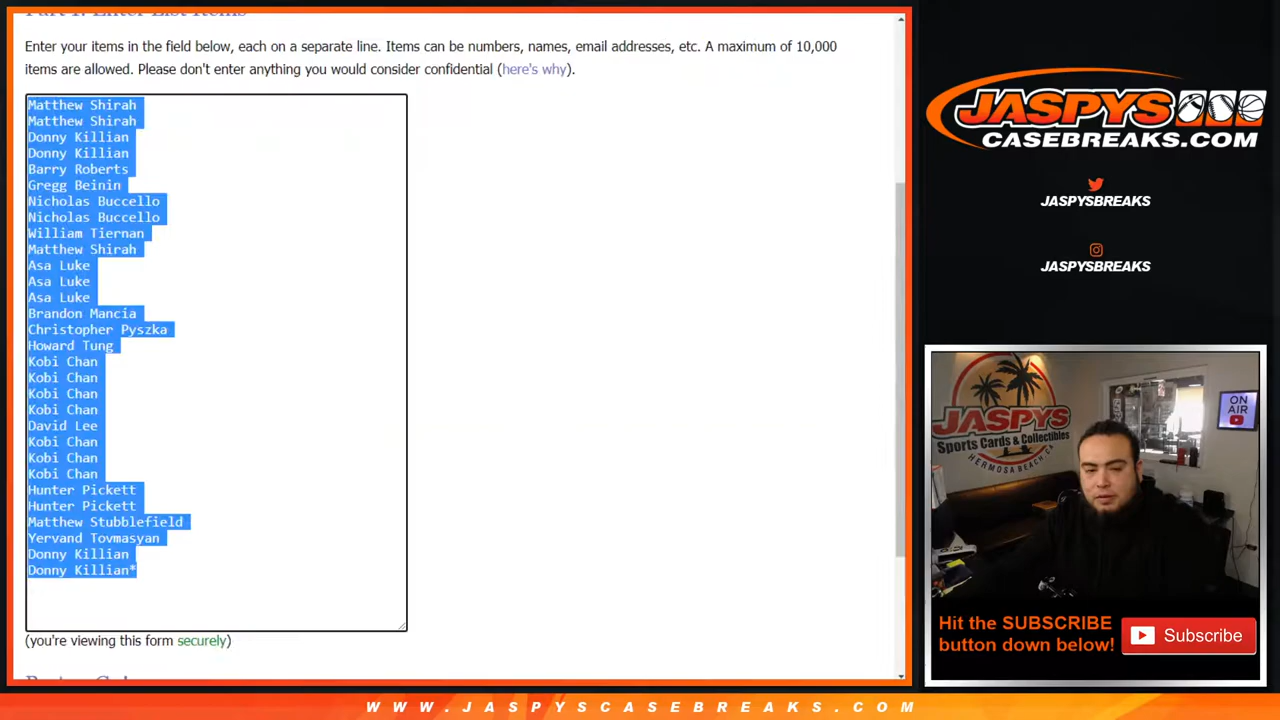 Part 1: Enter List Items
Enter your items in the field below, each on a separate line. Items can be numbers, names, email addresses, etc. A maximum of 10,000
items are allowed. Please don't enter anything you would consider confidential (here's why).
Matthew Shirah
Matthew Shirah
Donny Killian
Donny Killian
Barry Roberts
Gregg Beinin
Nicholas Buccello
Nicholas Buccello
William Tiernan
Matthew Shirah
Asa Luke
Asa Luke
Asa Luke
Brandon Mancia
Christopher Pyszka
Howard Tung
Kobi Chan
Kobi Chan
Kobi Chan
Kobi Chan
David Lee
Kobi Chan
Kobi Chan
Kobi Chan
Hunter Pickett
Hunter Pickett
Matthew Stubblefield
Yervand Tovmasyan
Donny Killian
Donny Killian*
(you're viewing this form securely)
JASPYS
CASEBREAKS.COM
JASPYSBREAKS
JASPYSBREAKS
JASPYS
Sports Cards & Collectibles
HERMOSA BEACH, CA
ON
AIR
Hit the SUBSCRIBE
button down below!
Subscribe
WWW.JASPYSCASEBREAKS.COM